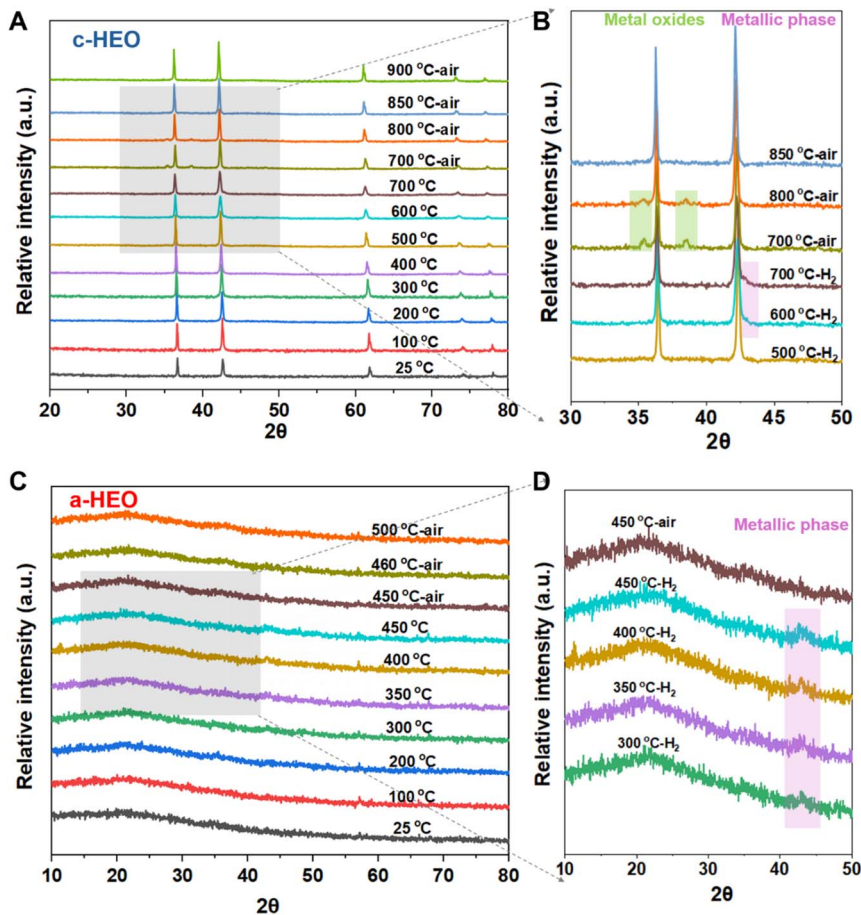 A
c-HEO
Relative intensity (a.u.)
900 °C-air
850 °C-air
800 °C-air
700 °C-air
700 °C
600 °C
500 °C
400 °C
300 °C
200 °C
100 °C
25 °C
20 30 40 50 60 70 80
2θ
B
Metal oxides Metallic phase
Relative intensity (a.u.)
850 °C-air
800 °C-air
700 °C-air
700 °C-H₂
600 °C-H₂
500 °C-H₂
30 35 40 45 50
2θ
C
a-HEO
Relative intensity (a.u.)
500 °C-air
460 °C-air
450 °C-air
450 °C
400 °C
350 °C
300 °C
200 °C
100 °C
25 °C
10 20 30 40 50 60 70 80
2θ
D
Metallic phase
Relative intensity (a.u.)
450 °C-air
450 °C-H₂
400 °C-H₂
350 °C-H₂
300 °C-H₂
10 20 30 40 50
2θ